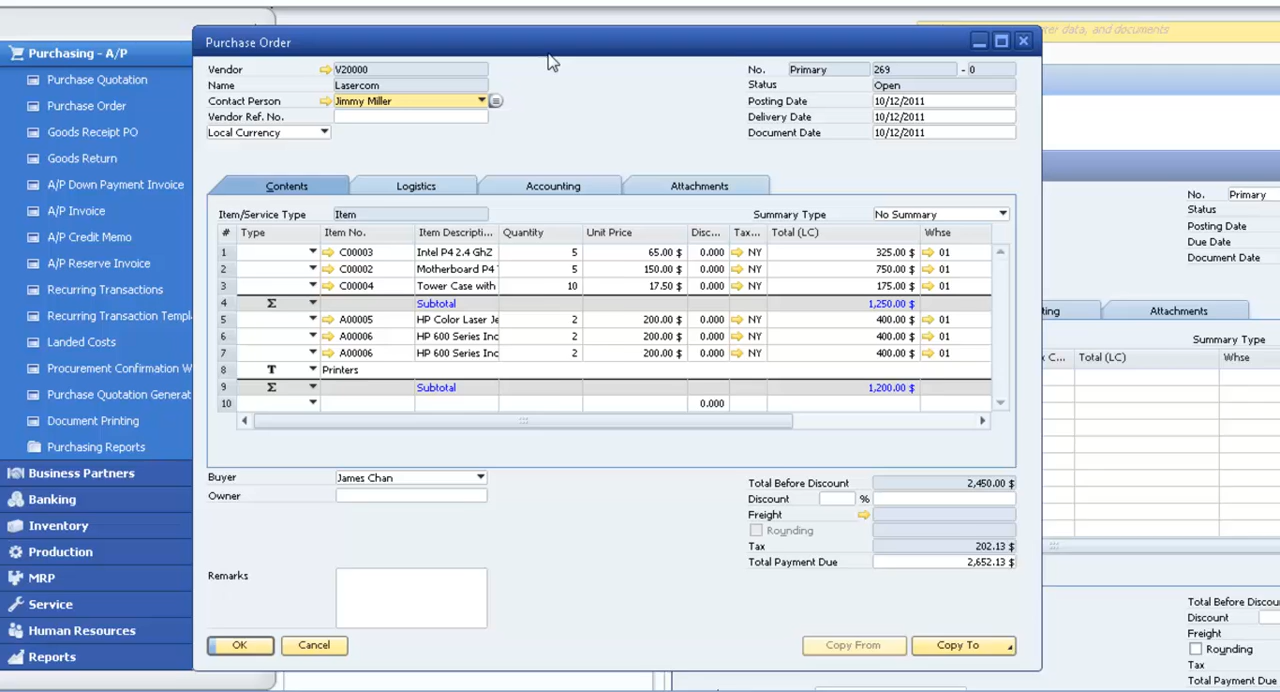 ter data, and documents
Purchasing - A/P
Purchase Quotation
Purchase Order
Goods Receipt PO
Goods Return
A/P Down Payment Invoice
A/P Invoice
A/P Credit Memo
A/P Reserve Invoice
Recurring Transactions
Recurring Transaction Templ
Landed Costs
Procurement Confirmation W
Purchase Quotation Generat
Document Printing
Purchasing Reports
Business Partners
Banking
Inventory
Production
MRP
Service
Human Resources
Reports
Purchase Order
Vendor V20000
Name Lasercom
Contact Person Jimmy Miller
Vendor Ref. No.
Local Currency
No. Primary 269 - 0
Status Open
Posting Date 10/12/2011
Delivery Date 10/12/2011
Document Date 10/12/2011
Contents Logistics Accounting Attachments
Item/Service Type Item Summary Type No Summary
# Type Item No. Item Descripti... Quantity Unit Price Disc... Tax... Total (LC) Whse
1 C00003 Intel P4 2.4 GhZ 5 65.00 $ 0.000 NY 325.00 $ 01
2 C00002 Motherboard P4 5 150.00 $ 0.000 NY 750.00 $ 01
3 C00004 Tower Case with 10 17.50 $ 0.000 NY 175.00 $ 01
4 Σ Subtotal 1,250.00 $
5 A00005 HP Color Laser Je 2 200.00 $ 0.000 NY 400.00 $ 01
6 A00006 HP 600 Series Inc 2 200.00 $ 0.000 NY 400.00 $ 01
7 A00006 HP 600 Series Inc 2 200.00 $ 0.000 NY 400.00 $ 01
8 T Printers
9 Σ Subtotal 1,200.00 $
10 0.000
Buyer James Chan
Owner
Remarks
Total Before Discount 2,450.00 $
Discount %
Freight
Rounding
Tax 202.13 $
Total Payment Due 2,652.13 $
OK Cancel Copy From Copy To
No. Primary
Status
Posting Date
Due Date
Document Date
ting Attachments
Summary Type
x C... Total (LC) Whse
Total Before Discou
Discount
Freight
Rounding
Tax
Total Payment Due